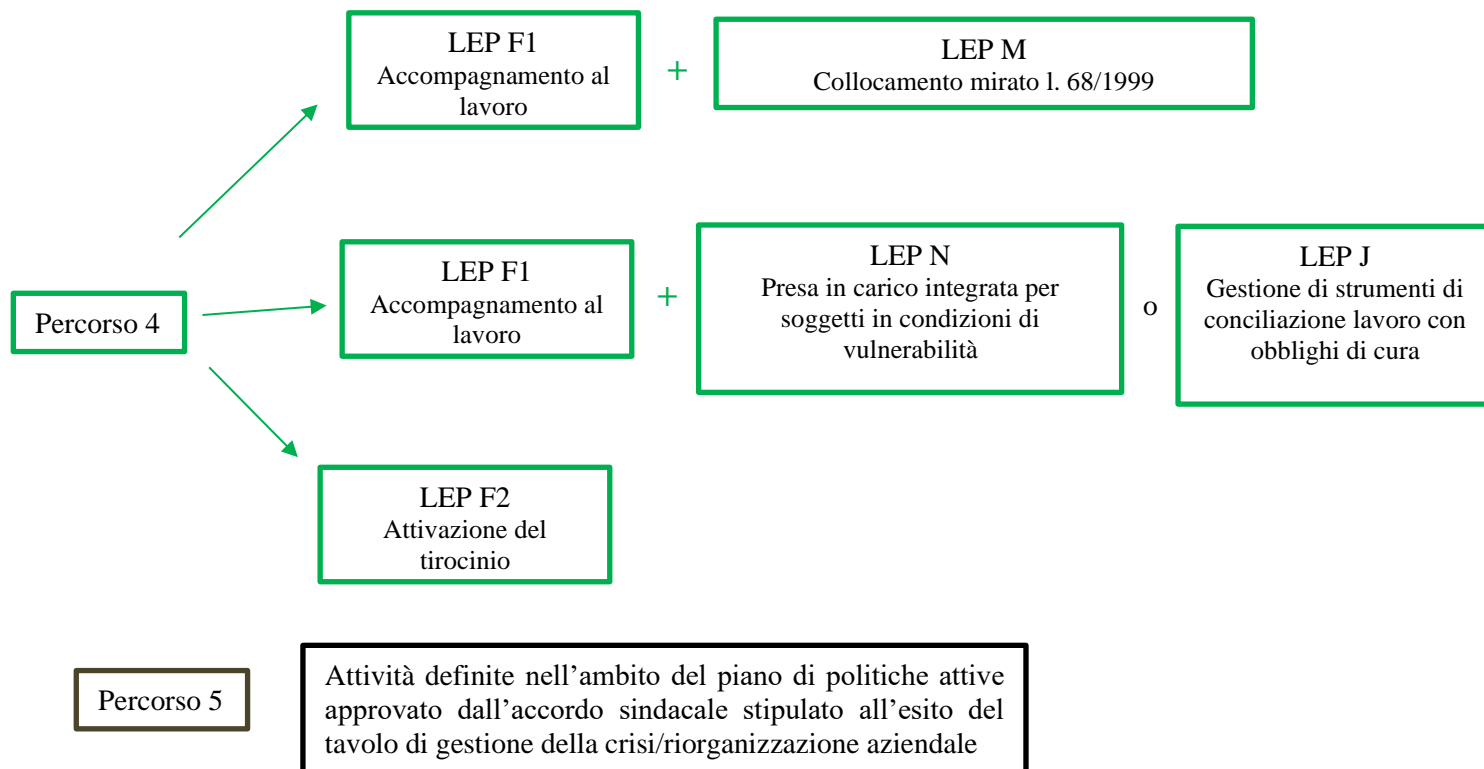 LEP F1
Accompagnamento al
lavoro
+
LEP M
Collocamento mirato l. 68/1999
Percorso 4
LEP F1
Accompagnamento al
lavoro
+
LEP N
Presa in carico integrata per
soggetti in condizioni di
vulnerabilità
o
LEP J
Gestione di strumenti di
conciliazione lavoro con
obblighi di cura
LEP F2
Attivazione del
tirocinio
Percorso 5
Attività definite nell’ambito del piano di politiche attive
approvato dall’accordo sindacale stipulato all’esito del
tavolo di gestione della crisi/riorganizzazione aziendale